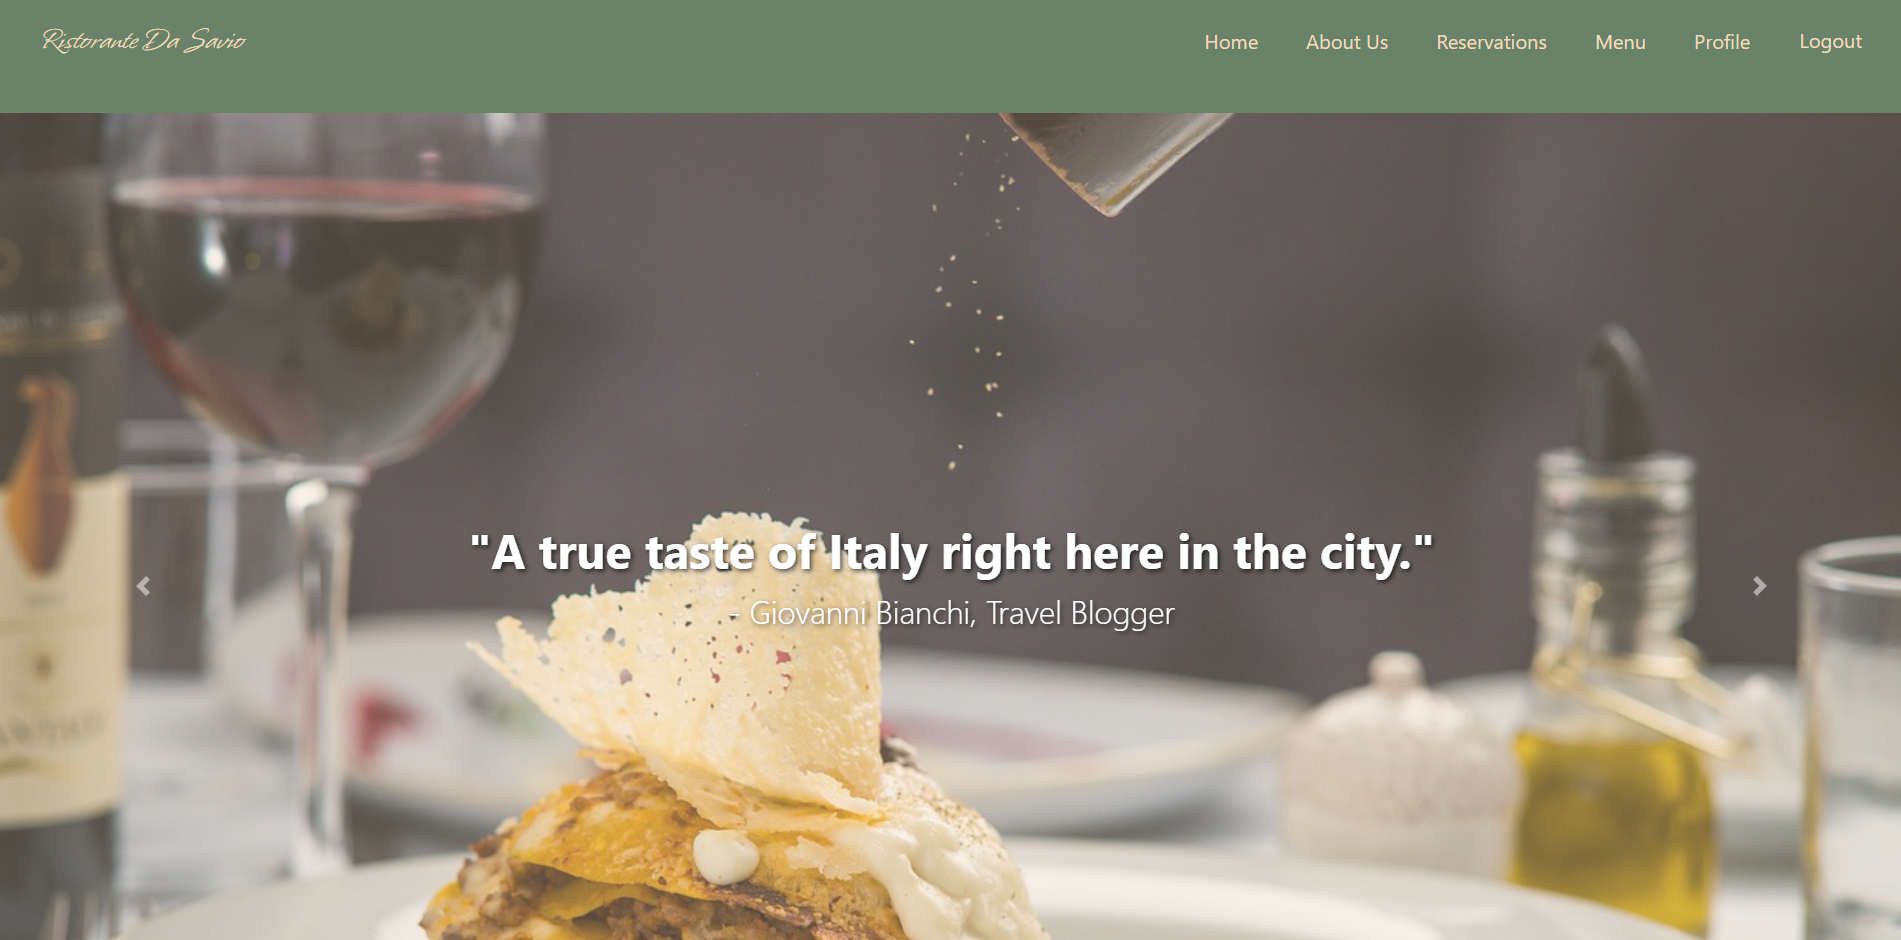 Ristorante Da Savio
Home
About Us
Reservations
Menu
Profile
Logout
"A true taste of Italy right here in the city."
- Giovanni Bianchi, Travel Blogger